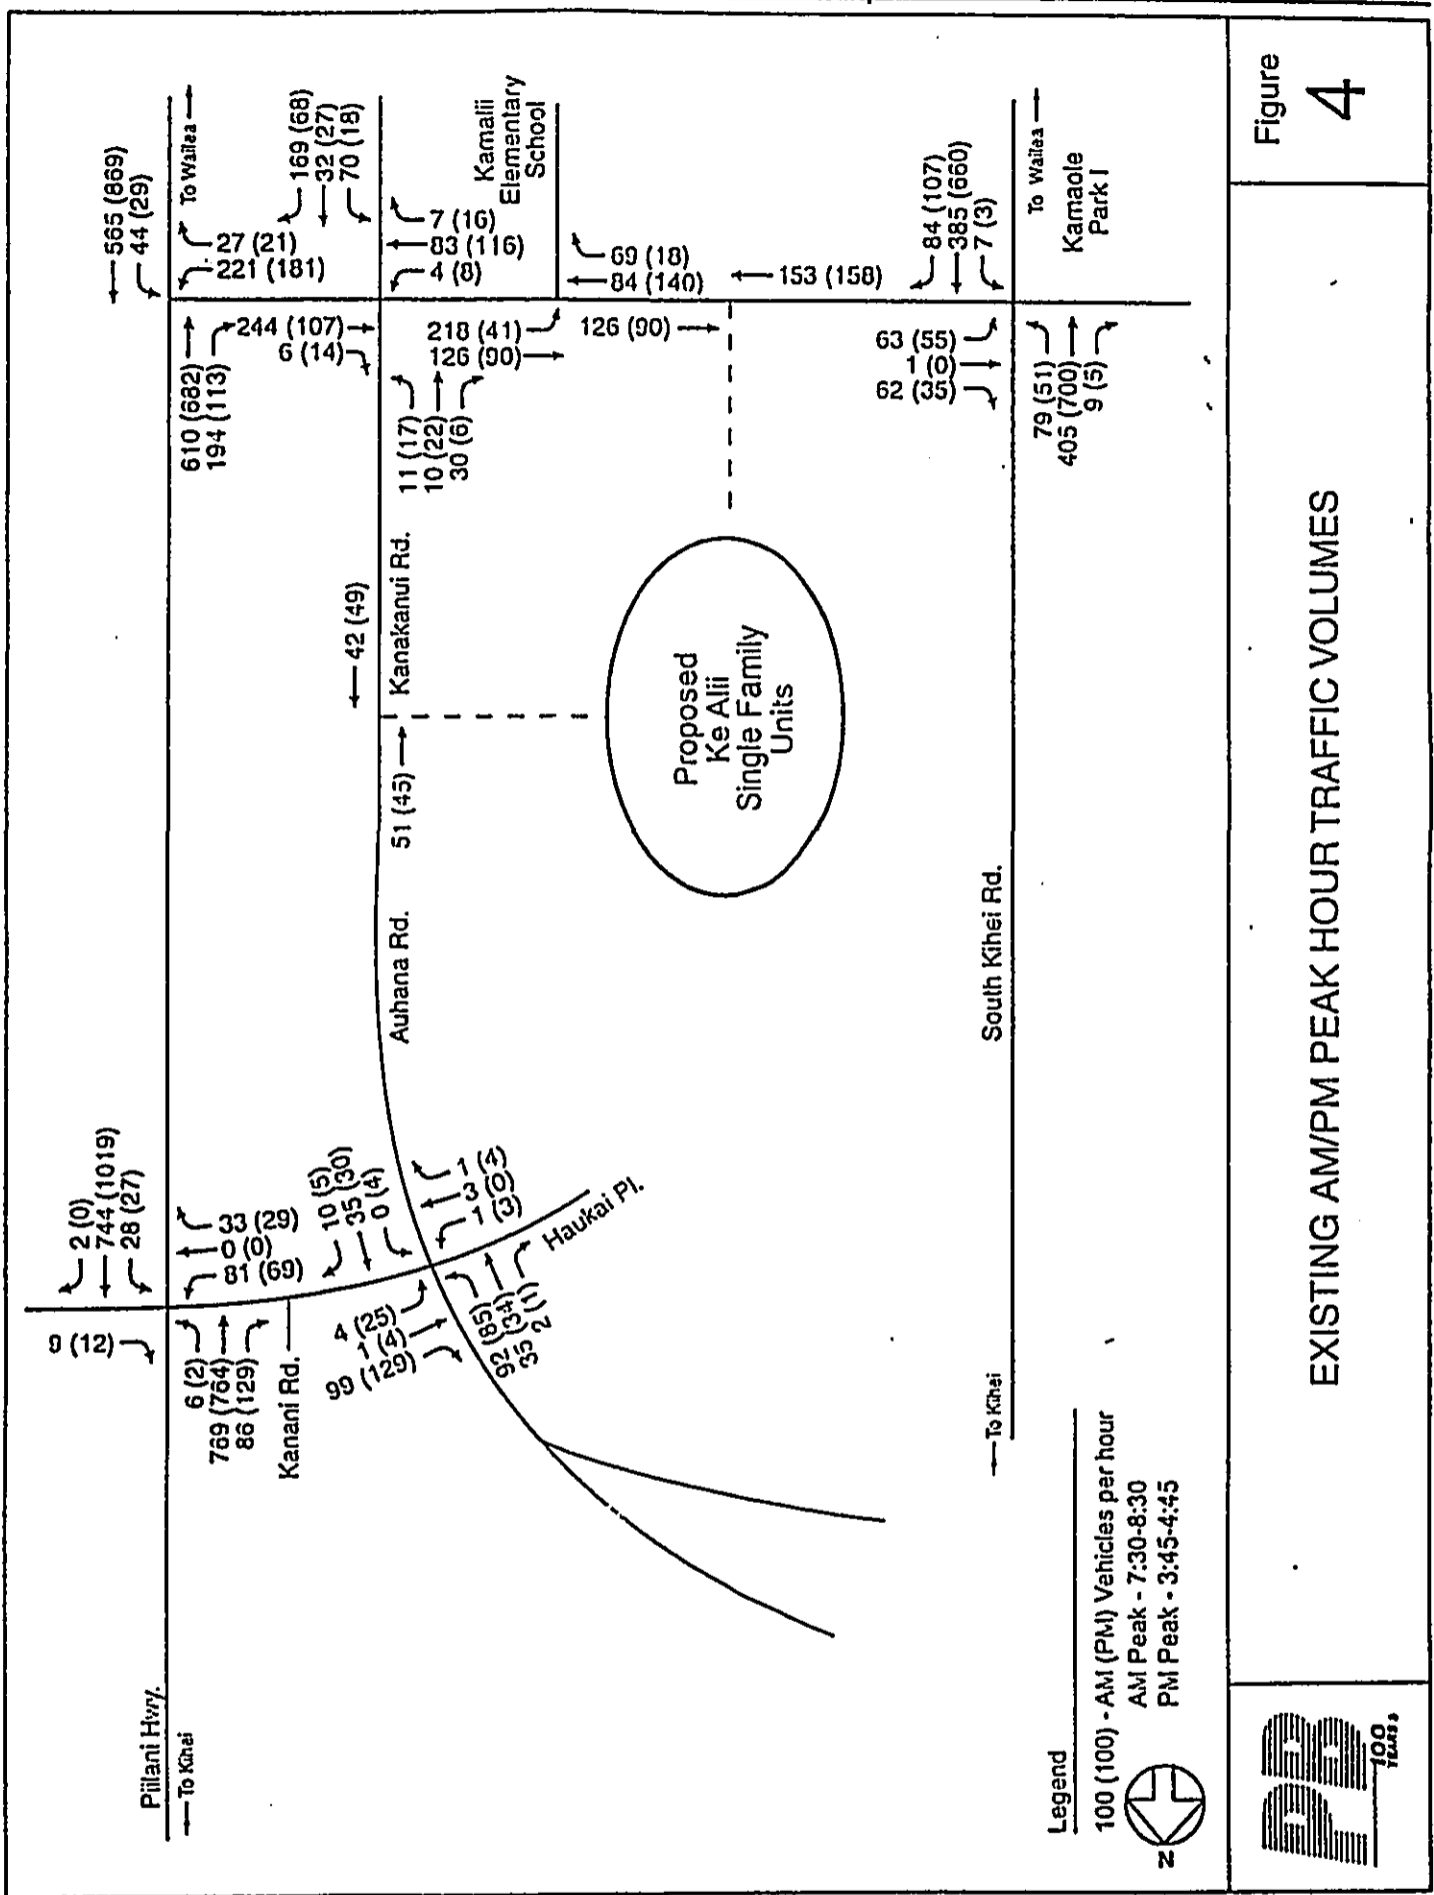 Piilani Hwy.
← To Kihei
9 (12)
2 (0)
744 (1019)
28 (27)
33 (29)
0 (0)
81 (69)
6 (2)
769 (764)
86 (129)
Kanani Rd.
10 (5)
35 (30)
0 (4)
4 (25)
1 (4)
99 (129)
1 (4)
3 (0)
1 (3)
92 (85)
35 (34)
2 (1)
Haukai Pl.
Auhana Rd.
51 (45)
42 (49)
Kanakanui Rd.
565 (869)
44 (29)
To Wailea →
27 (21)
221 (181)
610 (682)
194 (113)
244 (107)
6 (14)
169 (68)
32 (27)
70 (18)
7 (16)
83 (116)
4 (8)
11 (17)
10 (22)
30 (6)
218 (41)
126 (90)
Kamalii
Elementary
School
69 (18)
84 (140)
126 (90)
153 (158)
Proposed
Ke Alii
Single Family
Units
84 (107)
385 (660)
7 (3)
63 (55)
1 (0)
62 (35)
79 (51)
405 (700)
9 (5)
South Kihei Rd.
← To Kihei
To Wailea →
Kamaole
Park I
Legend
100 (100) - AM (PM) Vehicles per hour
AM Peak - 7:30-8:30
PM Peak - 3:45-4:45
N
PB
100
YEARS
EXISTING AM/PM PEAK HOUR TRAFFIC VOLUMES
Figure
4